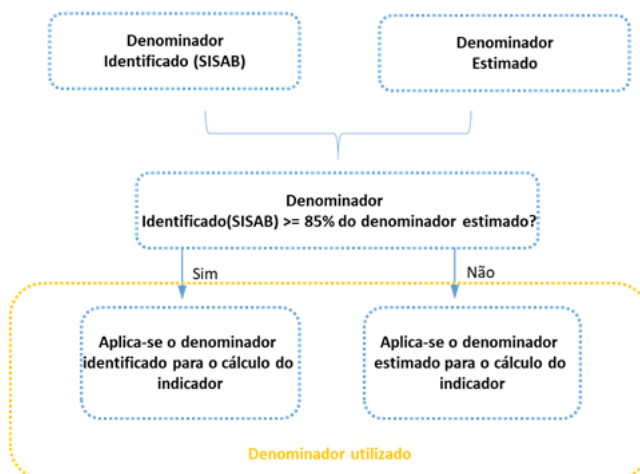 Denominador
Identificado (SISAB)
Denominador
Estimado
Denominador
Identificado(SISAB) >= 85% do denominador estimado?
Sim
Não
Aplica-se o denominador
identificado para o cálculo do
indicador
Aplica-se o denominador
estimado para o cálculo do
indicador
Denominador utilizado